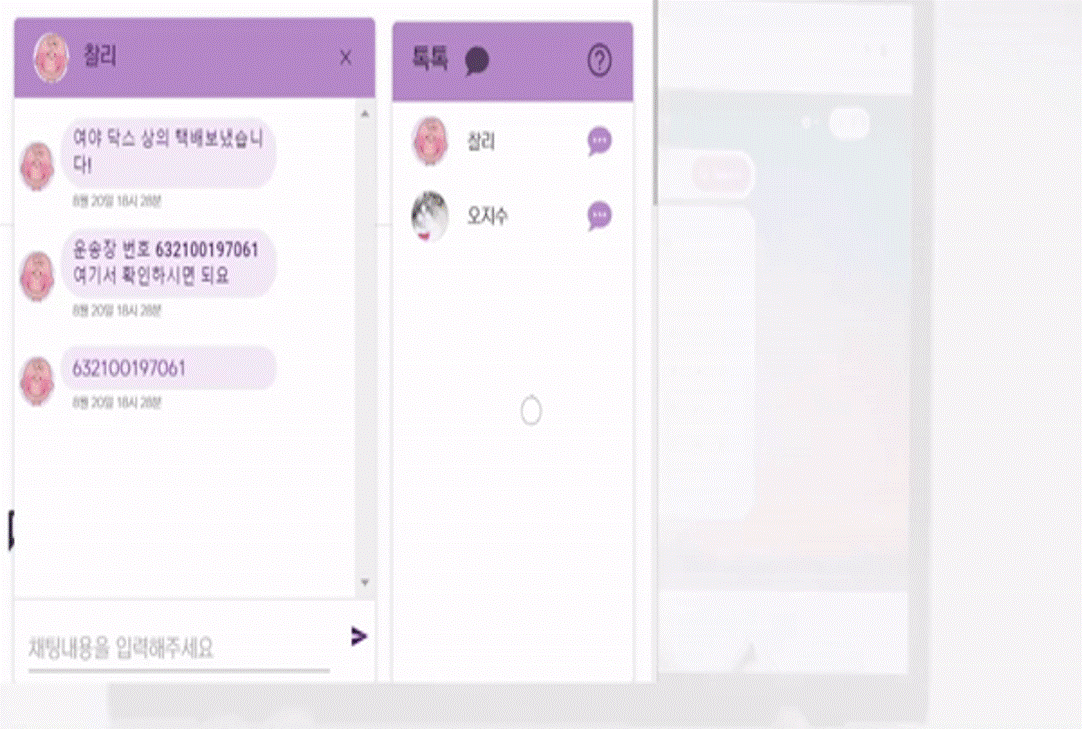 찰리
X
여야 닥스 상의 택배보냈습니
다!
8월 20일 18시 28분
운송장 번호 632100197061
여기서 확인하시면 되요
8월 20일 18시 28분
632100197061
8월 20일 18시 28분
채팅내용을 입력해주세요
톡톡
?
찰리
오지수